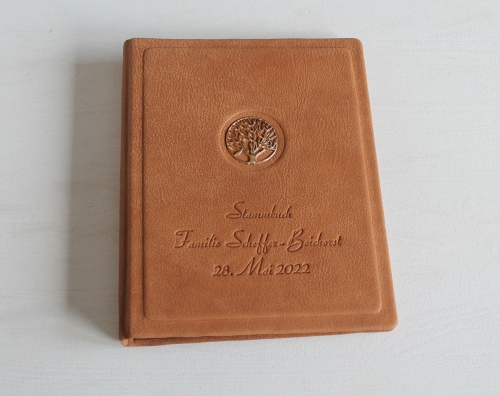 Stammbuch
Familie Scheffer-Boichorst
28. Mai 2022